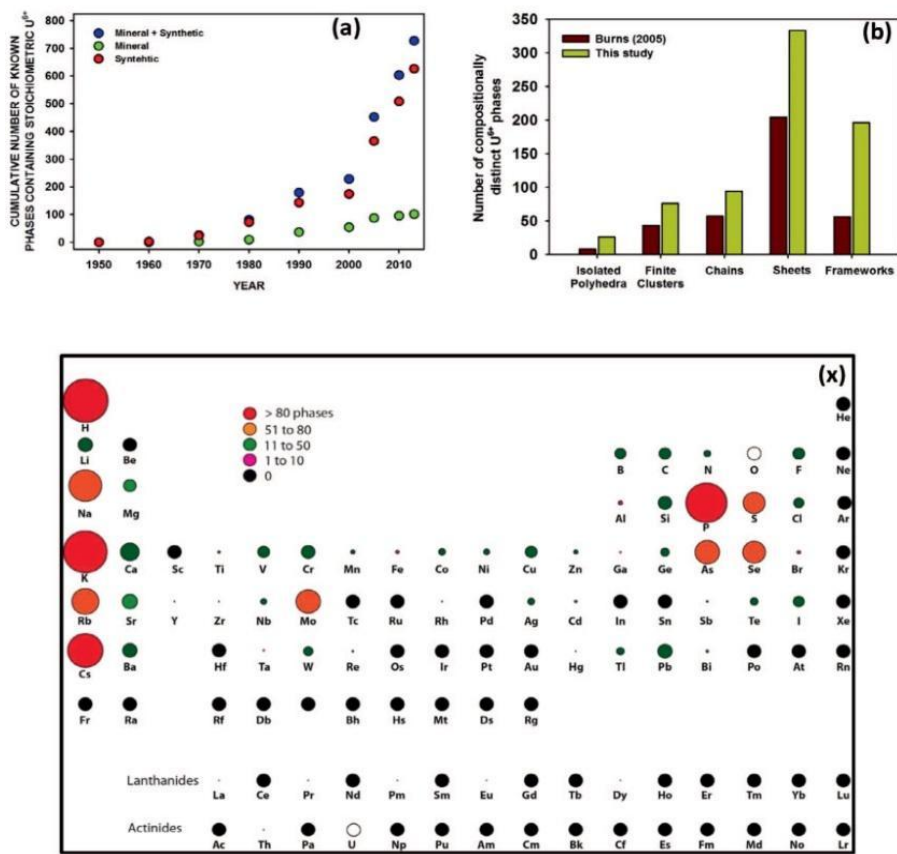 (a)
CUMULATIVE NUMBER OF KNOWN
PHASES CONTAINING STOICHIOMETRIC U⁶⁺
800
700
600
500
400
300
200
100
0
Mineral + Synthetic
Mineral
Syntehtic
1950 1960 1970 1980 1990 2000 2010
YEAR
(b)
Number of compositionally
distinct U⁶⁺ phases
350
300
250
200
150
100
50
0
Burns (2005)
This study
Isolated Polyhedra
Finite Clusters
Chains
Sheets
Frameworks
(x)
> 80 phases
51 to 80
11 to 50
1 to 10
0
H He
Li Be B C N O F Ne
Na Mg Al Si P S Cl Ar
K Ca Sc Ti V Cr Mn Fe Co Ni Cu Zn Ga Ge As Se Br Kr
Rb Sr Y Zr Nb Mo Tc Ru Rh Pd Ag Cd In Sn Sb Te I Xe
Cs Ba Hf Ta W Re Os Ir Pt Au Hg Tl Pb Bi Po At Rn
Fr Ra Rf Db Bh Hs Mt Ds Rg
Lanthanides La Ce Pr Nd Pm Sm Eu Gd Tb Dy Ho Er Tm Yb Lu
Actinides Ac Th Pa U Np Pu Am Cm Bk Cf Es Fm Md No Lr